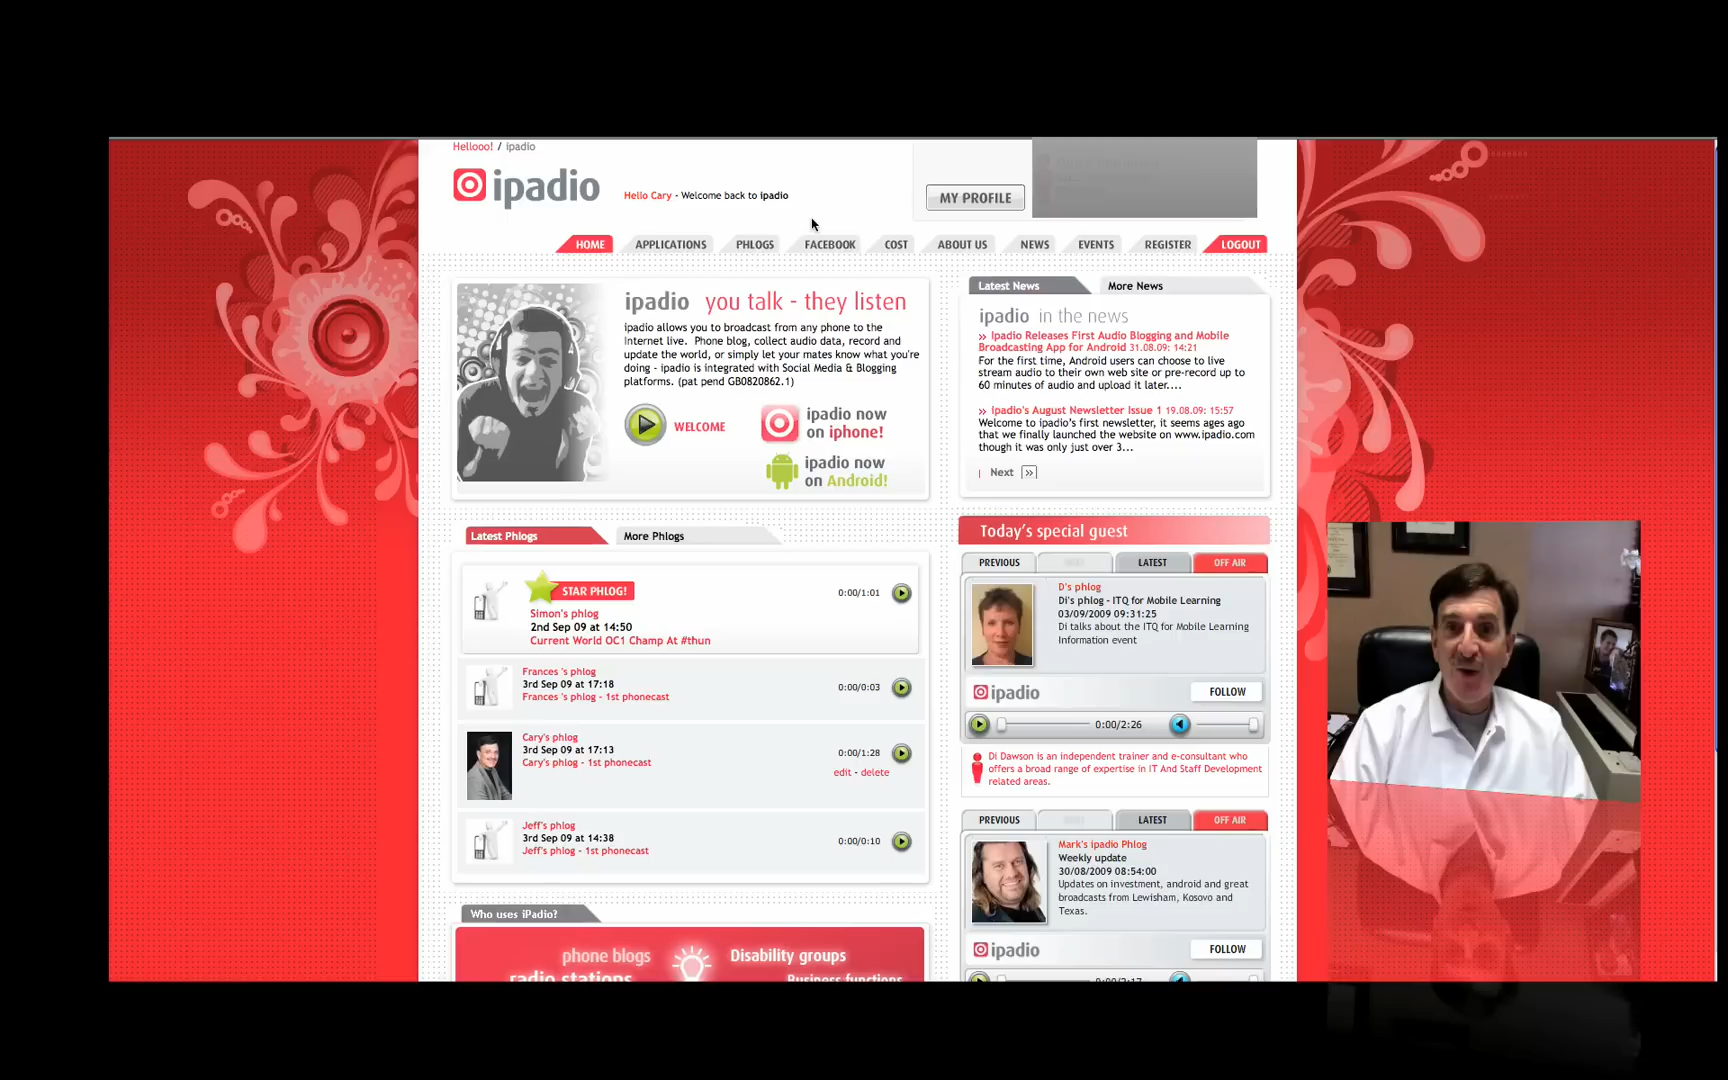 Hellooo! / ipadio
ipadio
Hello Cary - Welcome back to ipadio
MY PROFILE
HOME APPLICATIONS PHLOGS FACEBOOK COST ABOUT US NEWS EVENTS REGISTER LOGOUT
ipadio you talk - they listen
ipadio allows you to broadcast from any phone to the
Internet live. Phone blog, collect audio data, record and
update the world, or simply let your mates know what you're
doing - ipadio is integrated with Social Media & Blogging
platforms. (pat pend GB0820862.1)
WELCOME
ipadio now
on iphone!
ipadio now
on Android!
Latest News More News
ipadio in the news
Ipadio Releases First Audio Blogging and Mobile
Broadcasting App for Android 31.08.09: 14:21
For the first time, Android users can choose to live
stream audio to their own web site or pre-record up to
60 minutes of audio and upload it later....
Ipadio's August Newsletter Issue 1 19.08.09: 15:57
Welcome to ipadio's first newsletter, it seems ages ago
that we finally launched the website on www.ipadio.com
though it was only just over 3...
Next
Latest Phlogs More Phlogs
STAR PHLOG! 0:00/1:01
Simon's phlog
2nd Sep 09 at 14:50
Current World OC1 Champ At #thun
Frances 's phlog
3rd Sep 09 at 17:18 0:00/0:03
Frances 's phlog - 1st phonecast
Cary's phlog
3rd Sep 09 at 17:13 0:00/1:28
Cary's phlog - 1st phonecast
edit - delete
Jeff's phlog
3rd Sep 09 at 14:38 0:00/0:10
Jeff's phlog - 1st phonecast
Who uses iPadio?
phone blogs Disability groups
radio stations Business functions
Today's special guest
PREVIOUS LATEST OFF AIR
D's phlog
Di's phlog - ITQ for Mobile Learning
03/09/2009 09:31:25
Di talks about the ITQ for Mobile Learning
Information event
ipadio FOLLOW
0:00/2:26
Di Dawson is an independent trainer and e-consultant who
offers a broad range of expertise in IT And Staff Development
related areas.
PREVIOUS LATEST OFF AIR
Mark's ipadio Phlog
Weekly update
30/08/2009 08:54:00
Updates on investment, android and great
broadcasts from Lewisham, Kosovo and
Texas.
ipadio FOLLOW
0:00/2:17